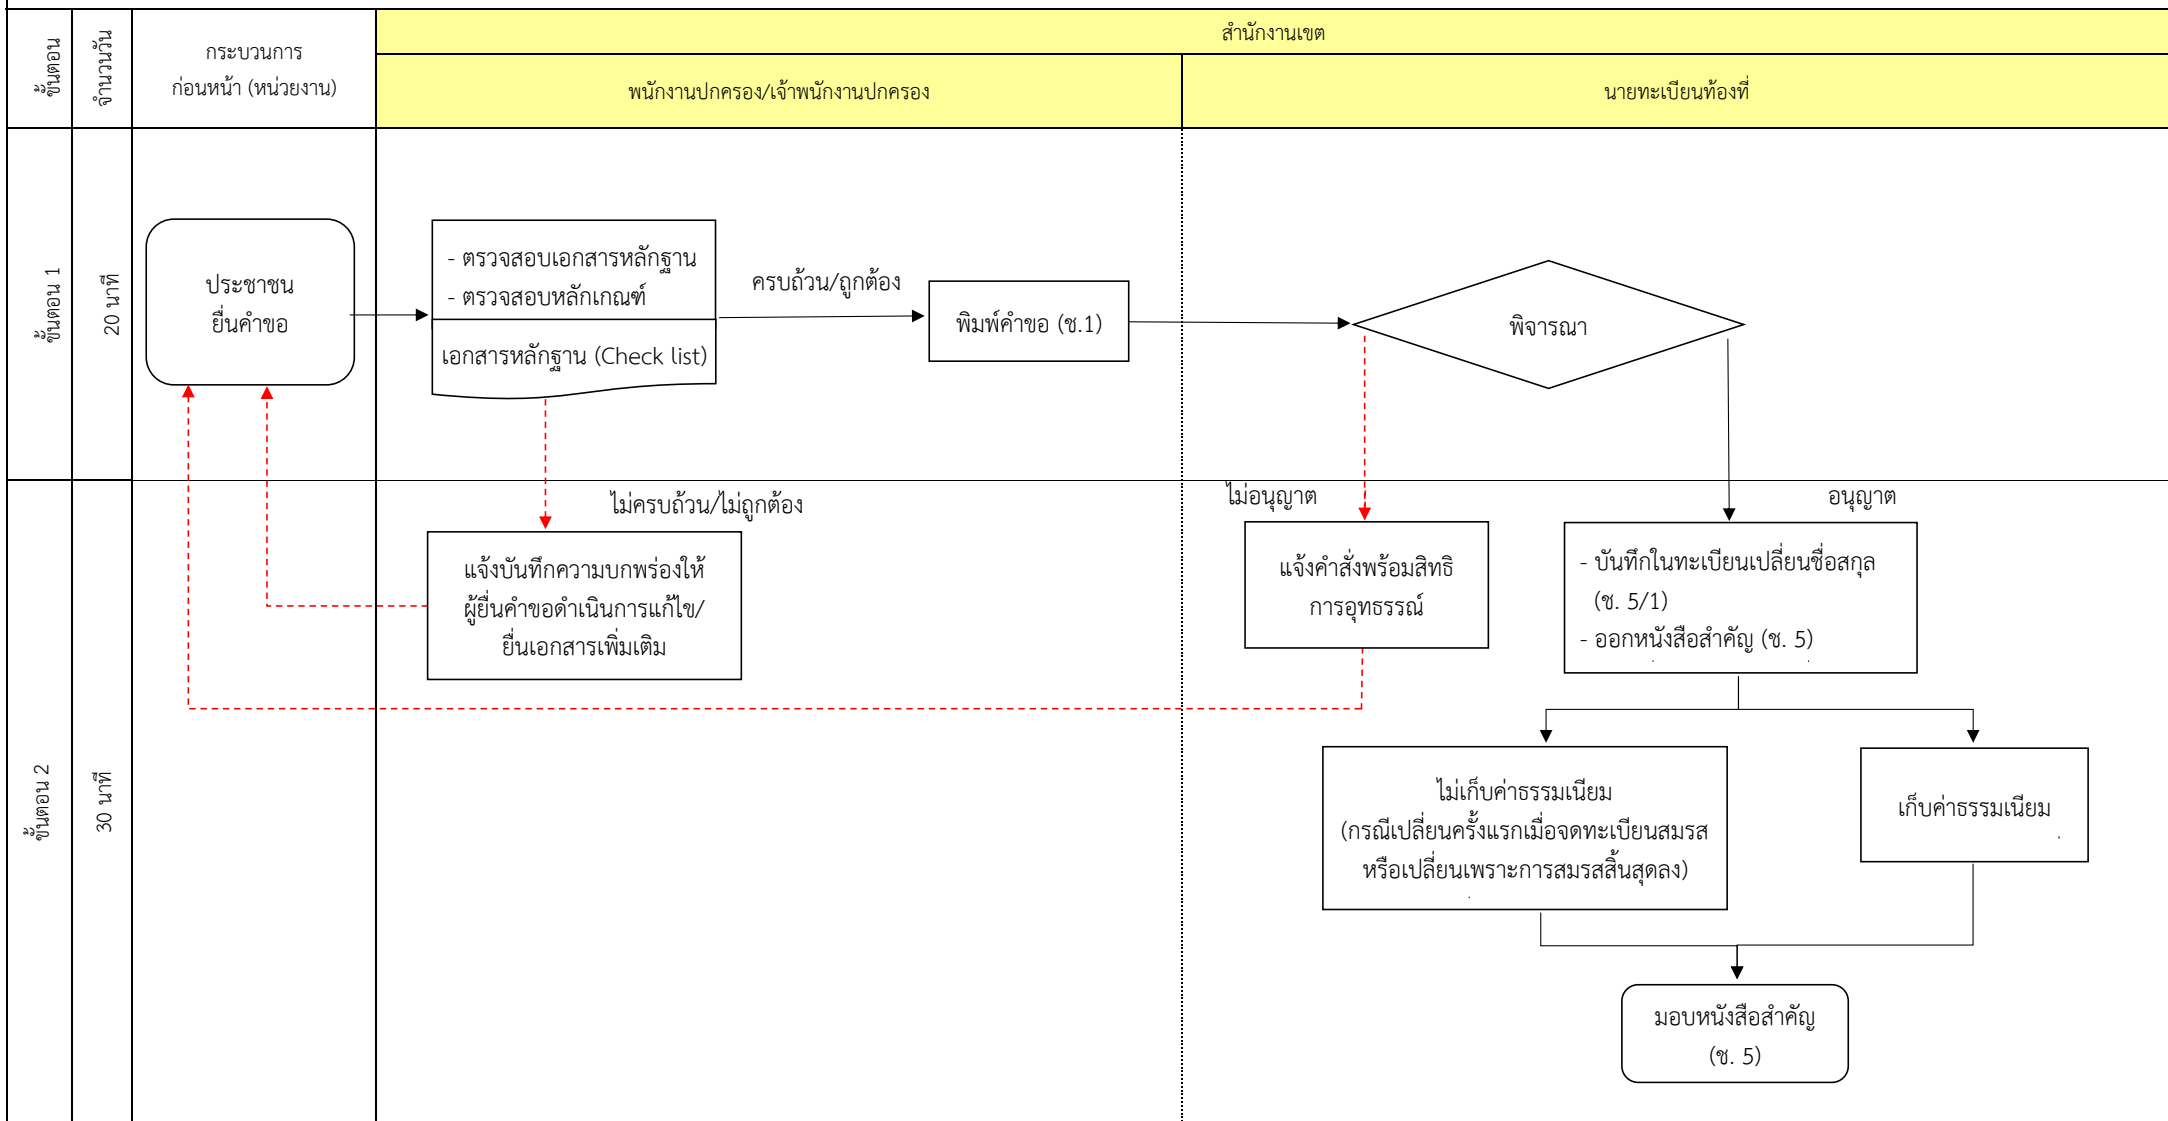 ขั้นตอน
จำนวนวัน
กระบวนการ
ก่อนหน้า (หน่วยงาน)
สำนักงานเขต
พนักงานปกครอง/เจ้าพนักงานปกครอง
นายทะเบียนท้องที่
ขั้นตอน 1
20 นาที
ประชาชน
ยื่นคำขอ
- ตรวจสอบเอกสารหลักฐาน
- ตรวจสอบหลักเกณฑ์
เอกสารหลักฐาน (Check list)
ครบถ้วน/ถูกต้อง
พิมพ์คำขอ (ช.1)
พิจารณา
ขั้นตอน 2
30 นาที
ไม่ครบถ้วน/ไม่ถูกต้อง
แจ้งบันทึกความบกพร่องให้
ผู้ยื่นคำขอดำเนินการแก้ไข/
ยื่นเอกสารเพิ่มเติม
ไม่อนุญาต
แจ้งคำสั่งพร้อมสิทธิ
การอุทธรรณ์
อนุญาต
- บันทึกในทะเบียนเปลี่ยนชื่อสกุล
(ช. 5/1)
- ออกหนังสือสำคัญ (ช. 5)
ไม่เก็บค่าธรรมเนียม
(กรณีเปลี่ยนครั้งแรกเมื่อจดทะเบียนสมรส
หรือเปลี่ยนเพราะการสมรสสิ้นสุดลง)
เก็บค่าธรรมเนียม
มอบหนังสือสำคัญ
(ช. 5)